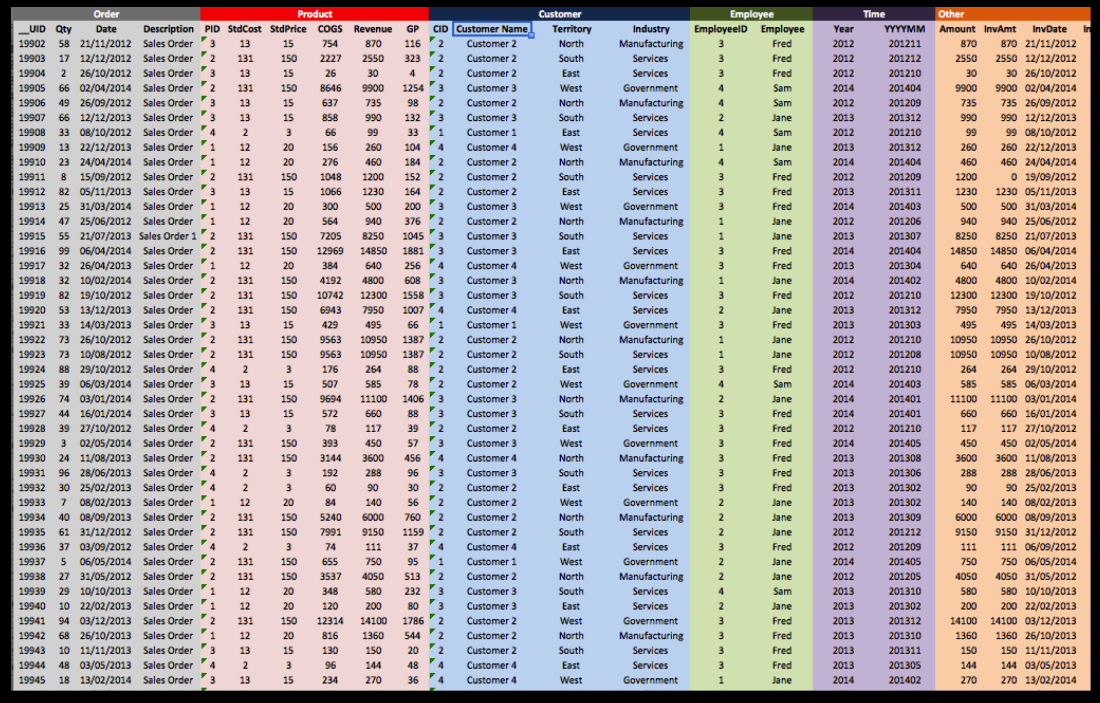 Order Product Customer Employee Time Other
__UID Qty Date Description PID StdCost StdPrice COGS Revenue GP CID Customer Name Territory Industry EmployeeID Employee Year YYYYMM Amount InvAmt InvDate In
19902 58 21/11/2012 Sales Order 3 13 15 754 870 116 2 Customer 2 North Manufacturing 3 Fred 2012 201211 870 870 21/11/2012
19903 17 12/12/2012 Sales Order 2 131 150 2227 2550 323 2 Customer 2 South Services 3 Fred 2012 201212 2550 2550 12/12/2012
19904 2 26/10/2012 Sales Order 3 13 15 26 30 4 2 Customer 2 East Services 3 Fred 2012 201210 30 30 26/10/2012
19905 66 02/04/2014 Sales Order 2 131 150 8646 9900 1254 3 Customer 3 West Government 4 Sam 2014 201404 9900 9900 02/04/2014
19906 49 26/09/2012 Sales Order 3 13 15 637 735 98 2 Customer 2 North Manufacturing 4 Sam 2012 201209 735 735 26/09/2012
19907 66 12/12/2013 Sales Order 3 13 15 858 990 132 3 Customer 3 South Services 2 Jane 2013 201312 990 990 12/12/2013
19908 33 08/10/2012 Sales Order 4 2 3 66 99 33 1 Customer 1 East Services 4 Sam 2012 201210 99 99 08/10/2012
19909 13 22/12/2013 Sales Order 1 12 20 156 260 104 4 Customer 4 West Government 1 Jane 2013 201312 260 260 22/12/2013
19910 23 24/04/2014 Sales Order 1 12 20 276 460 184 2 Customer 2 North Manufacturing 4 Sam 2014 201404 460 460 24/04/2014
19911 8 15/09/2012 Sales Order 2 131 150 1048 1200 152 2 Customer 2 South Services 3 Fred 2012 201209 1200 0 19/09/2012
19912 82 05/11/2013 Sales Order 3 13 15 1066 1230 164 2 Customer 2 East Services 3 Fred 2013 201311 1230 1230 05/11/2013
19913 25 31/03/2014 Sales Order 1 12 20 300 500 200 3 Customer 2 West Government 3 Fred 2014 201403 500 500 31/03/2014
19914 47 25/06/2012 Sales Order 1 12 20 564 940 376 2 Customer 2 North Manufacturing 1 Jane 2012 201206 940 940 25/06/2012
19915 55 21/07/2013 Sales Order 1 2 131 150 7205 8250 1045 3 Customer 3 South Services 1 Jane 2013 201307 8250 8250 21/07/2013
19916 99 06/04/2014 Sales Order 2 131 150 12969 14850 1881 3 Customer 3 East Services 3 Fred 2014 201404 14850 14850 06/04/2014
19917 32 26/04/2013 Sales Order 1 12 20 384 640 256 4 Customer 4 West Government 3 Fred 2013 201304 640 640 26/04/2013
19918 32 10/02/2014 Sales Order 2 131 150 4192 4800 608 3 Customer 3 North Manufacturing 1 Jane 2014 201402 4800 4800 10/02/2014
19919 82 19/10/2012 Sales Order 2 131 150 10742 12300 1558 3 Customer 3 South Services 3 Fred 2012 201210 12300 12300 19/10/2012
19920 53 13/12/2013 Sales Order 2 131 150 6943 7950 1007 4 Customer 4 East Services 2 Jane 2013 201312 7950 7950 13/12/2013
19921 33 14/03/2013 Sales Order 3 13 15 429 495 66 1 Customer 1 West Government 3 Fred 2013 201303 495 495 14/03/2013
19922 73 26/10/2012 Sales Order 2 131 150 9563 10950 1387 2 Customer 2 North Manufacturing 1 Jane 2012 201210 10950 10950 26/10/2012
19923 73 10/08/2012 Sales Order 2 131 150 9563 10950 1387 2 Customer 2 South Services 1 Jane 2012 201208 10950 10950 10/08/2012
19924 88 29/10/2012 Sales Order 4 2 3 176 264 88 2 Customer 2 East Services 3 Fred 2012 201210 264 264 29/10/2012
19925 39 06/03/2014 Sales Order 3 13 15 507 585 78 2 Customer 2 West Government 4 Sam 2014 201403 585 585 06/03/2014
19926 74 03/01/2014 Sales Order 2 131 150 9694 11100 1406 3 Customer 3 North Manufacturing 2 Jane 2014 201401 11100 11100 03/01/2014
19927 44 16/01/2014 Sales Order 3 13 15 572 660 88 3 Customer 3 South Services 3 Fred 2014 201401 660 660 16/01/2014
19928 39 27/10/2012 Sales Order 4 2 3 78 117 39 2 Customer 2 East Services 3 Fred 2012 201210 117 117 27/10/2012
19929 3 02/05/2014 Sales Order 2 131 150 393 450 57 3 Customer 3 West Government 3 Fred 2014 201405 450 450 02/05/2014
19930 24 11/08/2013 Sales Order 2 131 150 3144 3600 456 4 Customer 4 North Manufacturing 3 Fred 2013 201308 3600 3600 11/08/2013
19931 96 28/06/2013 Sales Order 4 2 3 192 288 96 3 Customer 3 South Services 3 Fred 2013 201306 288 288 28/06/2013
19932 30 25/02/2013 Sales Order 4 2 3 60 90 30 2 Customer 2 East Services 3 Fred 2013 201302 90 90 25/02/2013
19933 7 08/02/2013 Sales Order 1 12 20 84 140 56 2 Customer 2 West Government 2 Jane 2013 201302 140 140 08/02/2013
19934 40 08/09/2013 Sales Order 2 131 150 5240 6000 760 2 Customer 2 North Manufacturing 2 Jane 2013 201309 6000 6000 08/09/2013
19935 61 31/12/2012 Sales Order 2 131 150 7991 9150 1159 2 Customer 2 South Services 2 Jane 2012 201212 9150 9150 31/12/2012
19936 37 03/09/2012 Sales Order 4 2 3 74 111 37 4 Customer 4 East Services 3 Fred 2012 201209 111 111 06/09/2012
19937 5 06/05/2014 Sales Order 2 131 150 655 750 95 1 Customer 1 West Government 2 Jane 2014 201405 750 750 06/05/2014
19938 27 31/05/2012 Sales Order 2 131 150 3537 4050 513 2 Customer 2 North Manufacturing 2 Jane 2012 201205 4050 4050 31/05/2012
19939 29 10/10/2013 Sales Order 1 12 20 348 580 232 3 Customer 3 South Services 4 Sam 2013 201310 580 580 10/10/2013
19940 10 22/02/2013 Sales Order 1 12 20 120 200 80 3 Customer 3 East Services 2 Jane 2013 201302 200 200 22/02/2013
19941 94 03/12/2013 Sales Order 2 131 150 12314 14100 1786 2 Customer 2 West Government 3 Fred 2013 201312 14100 14100 03/12/2013
19942 68 26/10/2013 Sales Order 1 12 20 816 1360 544 2 Customer 2 North Manufacturing 3 Fred 2013 201310 1360 1360 26/10/2013
19943 10 11/11/2013 Sales Order 3 13 15 130 150 20 2 Customer 2 South Services 3 Fred 2013 201311 150 150 11/11/2013
19944 48 03/05/2013 Sales Order 4 2 3 96 144 48 4 Customer 4 East Services 3 Fred 2013 201305 144 144 03/05/2013
19945 18 13/02/2014 Sales Order 3 13 15 234 270 36 4 Customer 4 West Government 1 Jane 2014 201402 270 270 13/02/2014